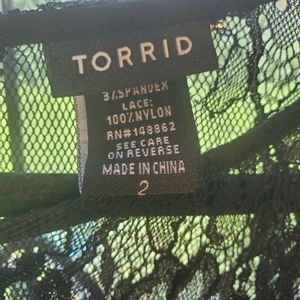 TORRID
3%SPANDEX
LACE:
100%NYLON
RN#148862
SEE CARE
ON REVERSE
MADE IN CHINA
2